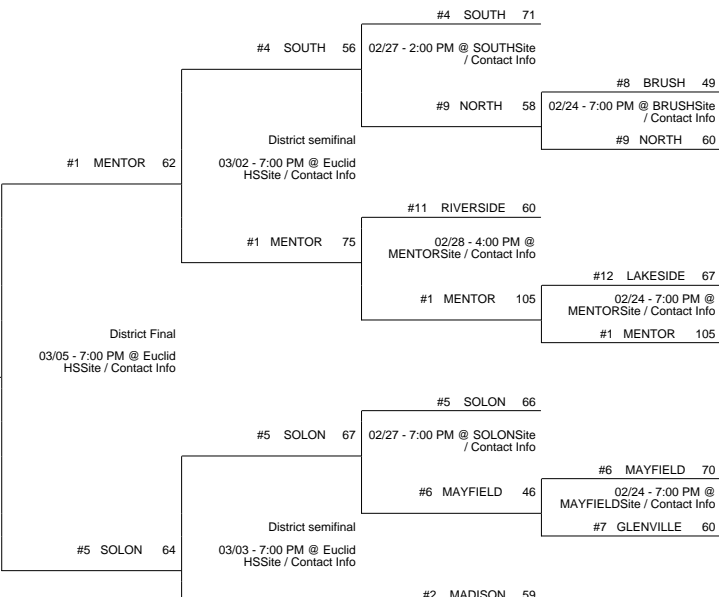 #4 SOUTH 71
#4 SOUTH 56
02/27 - 2:00 PM @ SOUTHSite
/ Contact Info
#8 BRUSH 49
#9 NORTH 58
02/24 - 7:00 PM @ BRUSHSite
/ Contact Info
#9 NORTH 60
District semifinal
#1 MENTOR 62
03/02 - 7:00 PM @ Euclid
HSSite / Contact Info
#11 RIVERSIDE 60
#1 MENTOR 75
02/28 - 4:00 PM @
MENTORSite / Contact Info
#12 LAKESIDE 67
#1 MENTOR 105
02/24 - 7:00 PM @
MENTORSite / Contact Info
#1 MENTOR 105
District Final
03/05 - 7:00 PM @ Euclid
HSSite / Contact Info
#5 SOLON 66
#5 SOLON 67
02/27 - 7:00 PM @ SOLONSite
/ Contact Info
#6 MAYFIELD 70
#6 MAYFIELD 46
02/24 - 7:00 PM @
MAYFIELDSite / Contact Info
#7 GLENVILLE 60
District semifinal
#5 SOLON 64
03/03 - 7:00 PM @ Euclid
HSSite / Contact Info
#2 MADISON 59